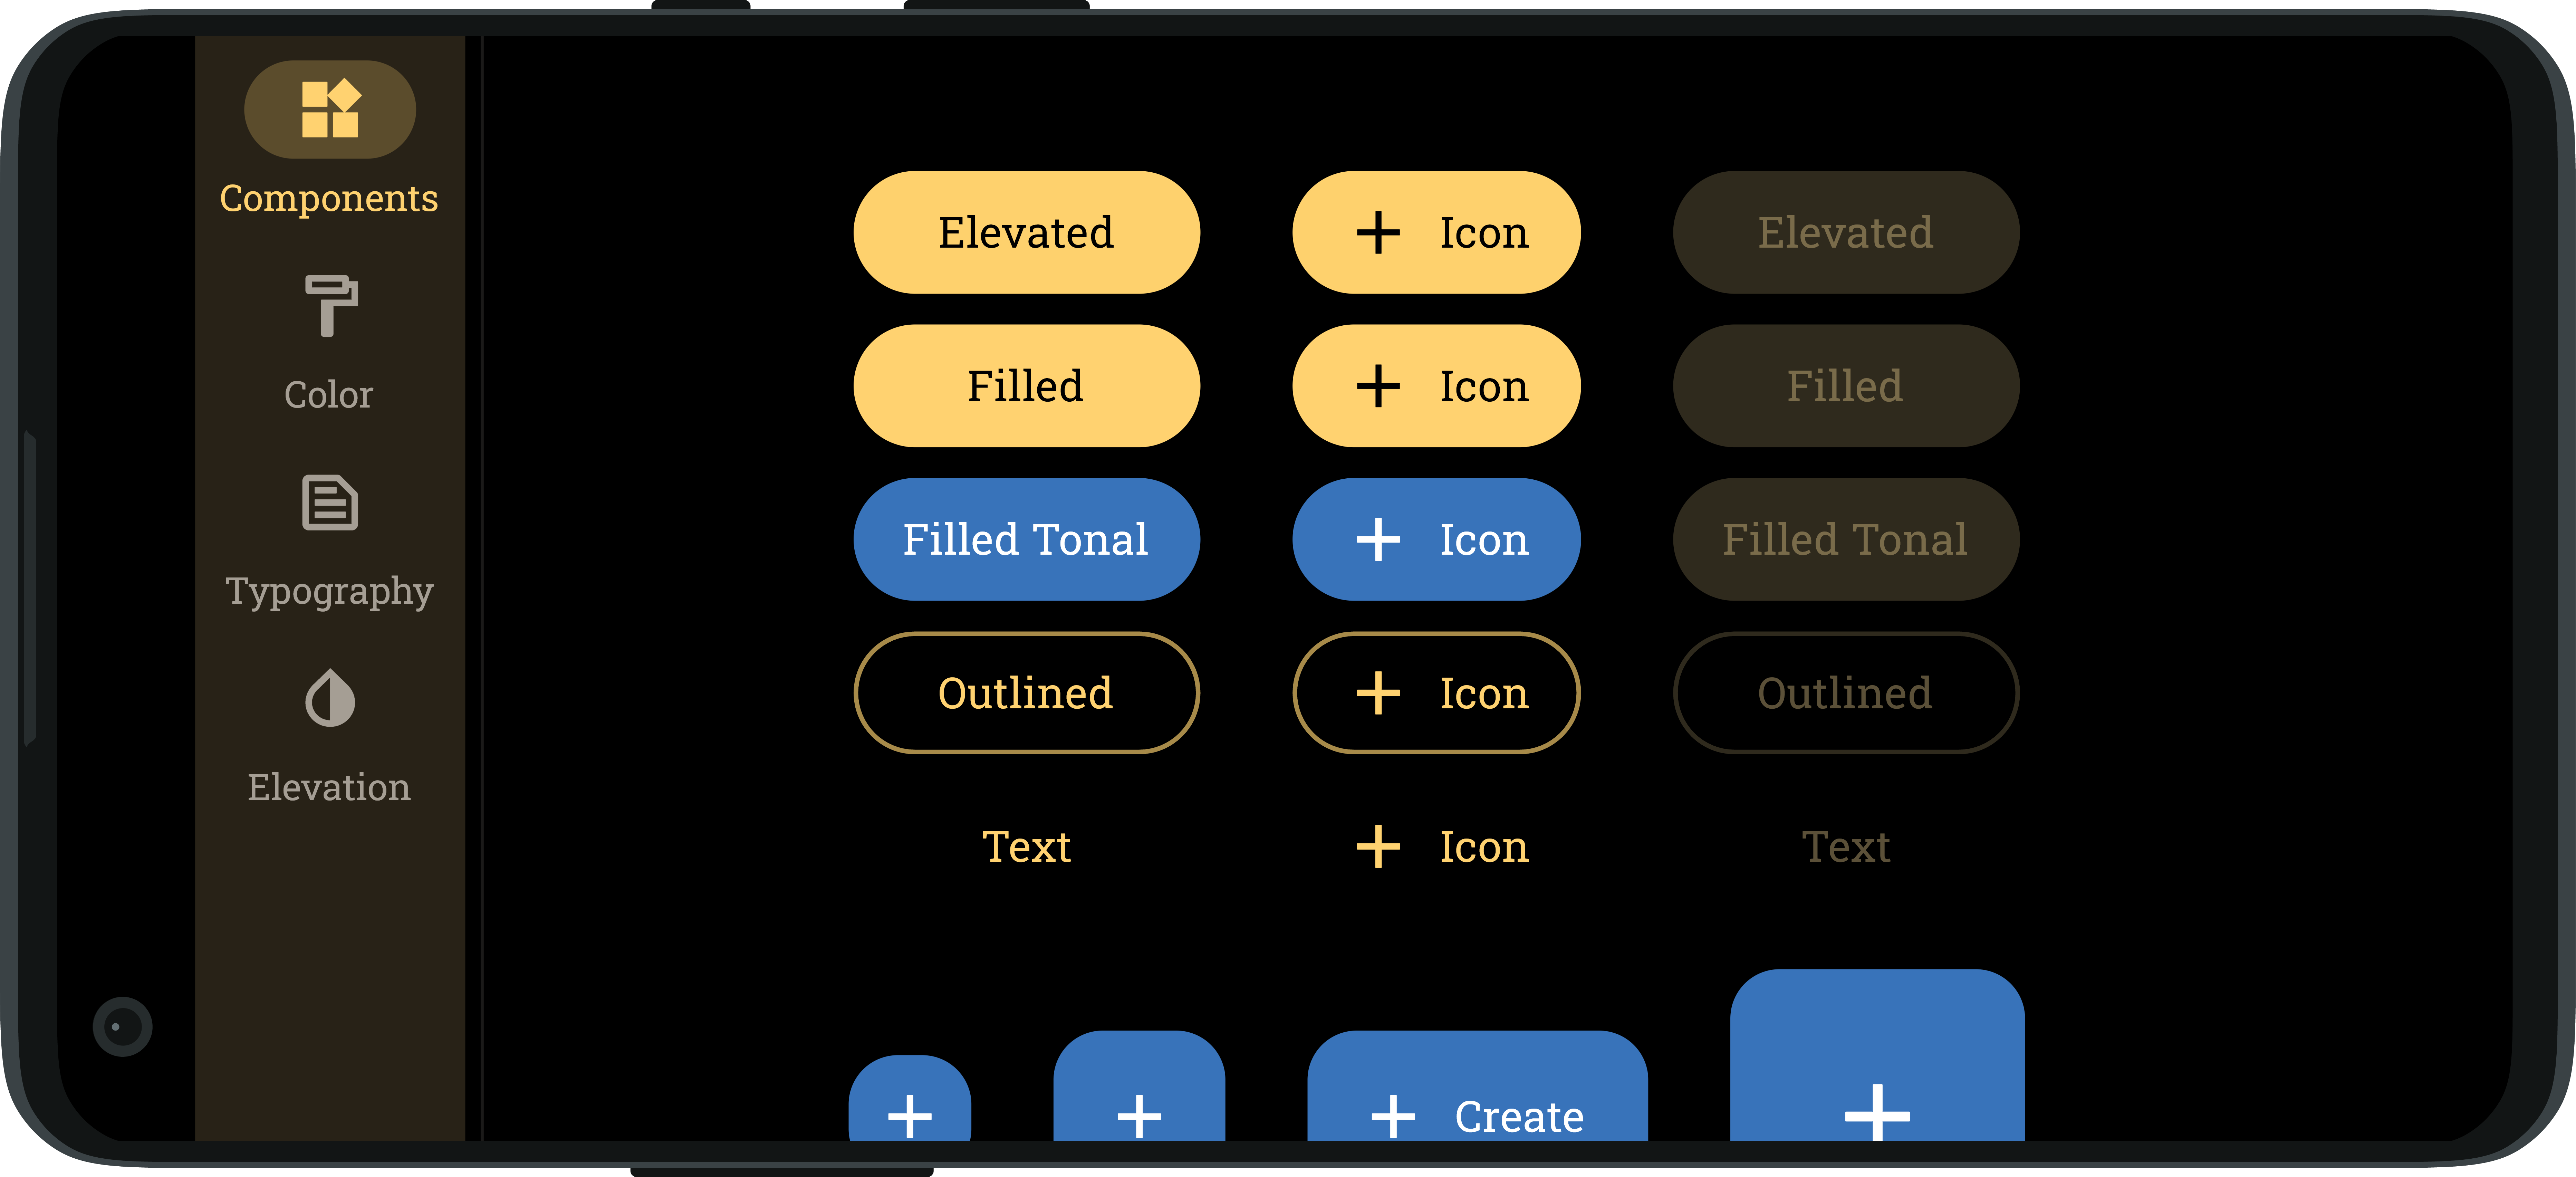 Components
Color
Typography
Elevation
Elevated Icon Elevated
Filled Icon Filled
Filled Tonal Icon Filled Tonal
Outlined Icon Outlined
Text Icon Text
Create